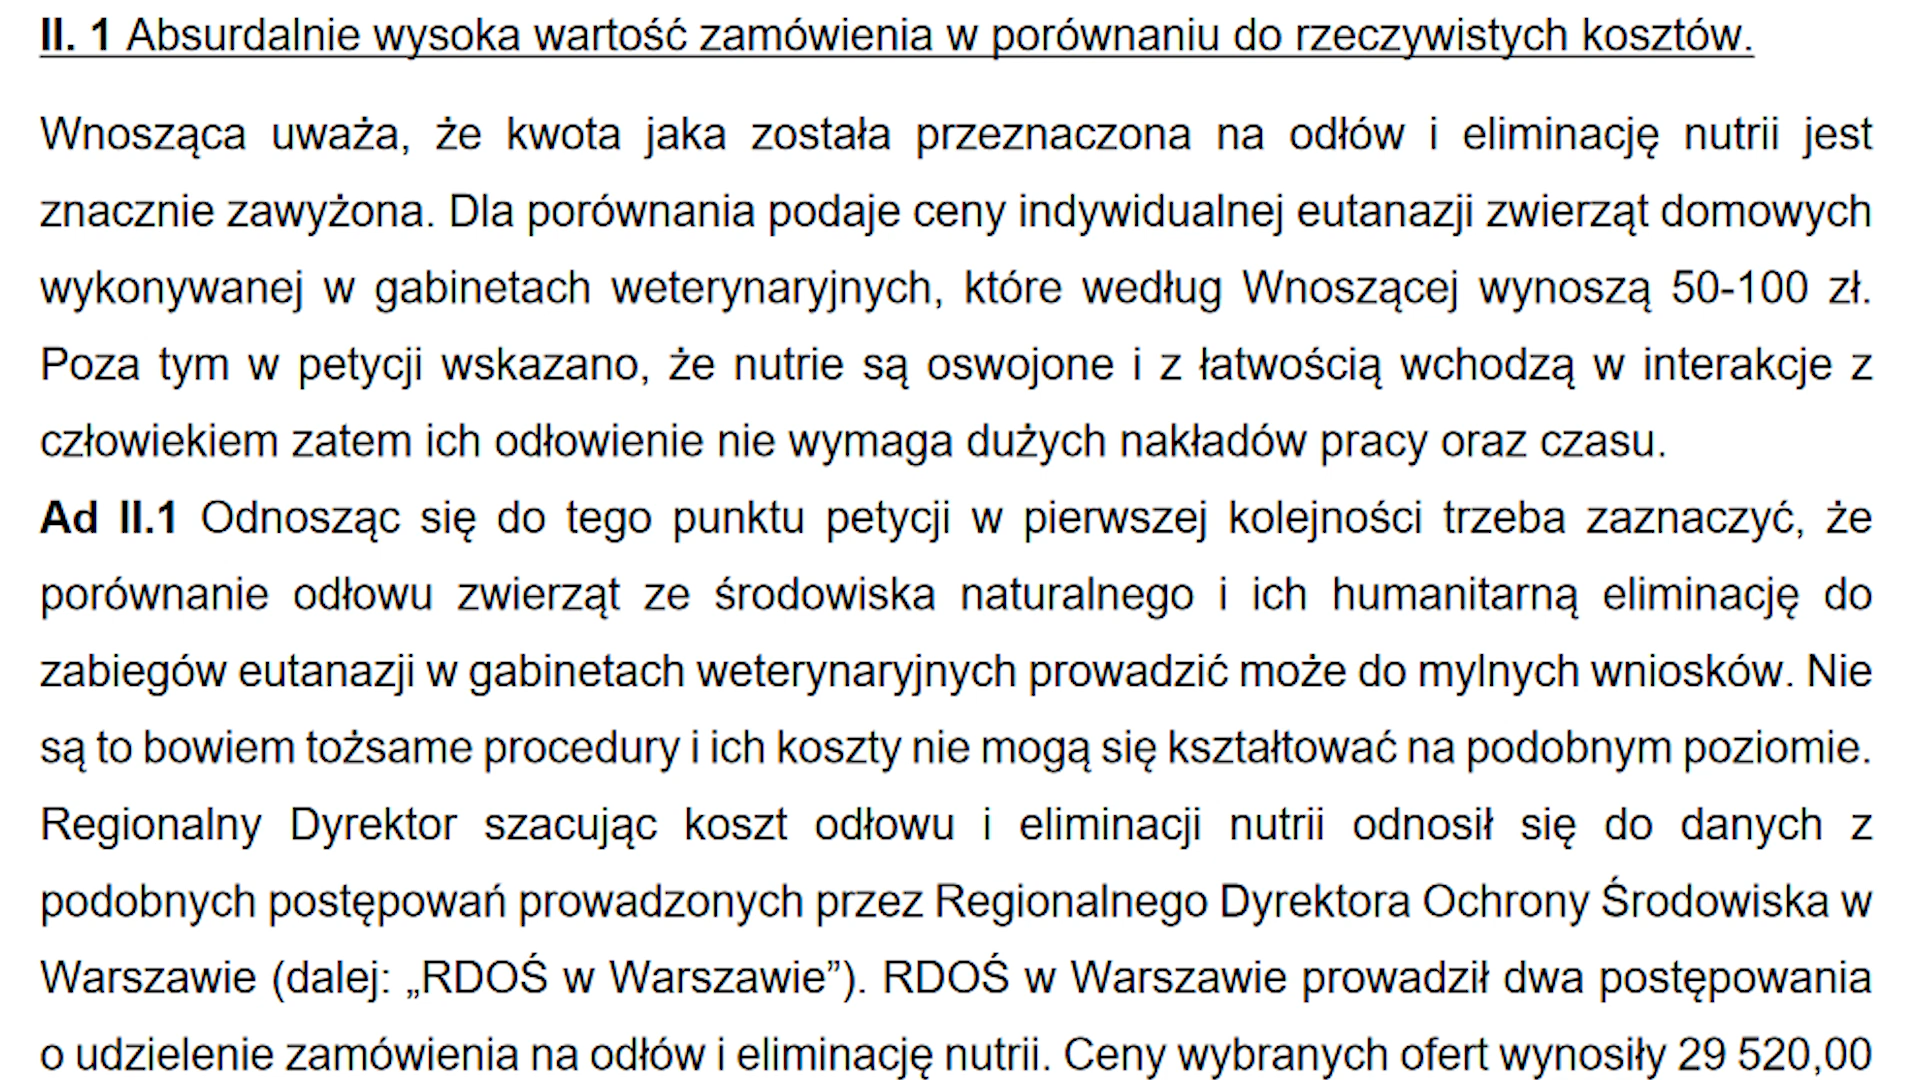 II. 1 Absurdalnie wysoka wartość zamówienia w porównaniu do rzeczywistych kosztów.
Wnosząca uważa, że kwota jaka została przeznaczona na odłów i eliminację nutrii jest
znacznie zawyżona. Dla porównania podaje ceny indywidualnej eutanazji zwierząt domowych
wykonywanej w gabinetach weterynaryjnych, które według Wnoszącej wynoszą 50-100 zł.
Poza tym w petycji wskazano, że nutrie są oswojone i z łatwością wchodzą w interakcje z
człowiekiem zatem ich odłowienie nie wymaga dużych nakładów pracy oraz czasu.
Ad II.1 Odnosząc się do tego punktu petycji w pierwszej kolejności trzeba zaznaczyć, że
porównanie odłowu zwierząt ze środowiska naturalnego i ich humanitarną eliminację do
zabiegów eutanazji w gabinetach weterynaryjnych prowadzić może do mylnych wniosków. Nie
są to bowiem tożsame procedury i ich koszty nie mogą się kształtować na podobnym poziomie.
Regionalny Dyrektor szacując koszt odłowu i eliminacji nutrii odnosił się do danych z
podobnych postępowań prowadzonych przez Regionalnego Dyrektora Ochrony Środowiska w
Warszawie (dalej: „RDOŚ w Warszawie”). RDOŚ w Warszawie prowadził dwa postępowania
o udzielenie zamówienia na odłów i eliminację nutrii. Ceny wybranych ofert wynosiły 29 520,00